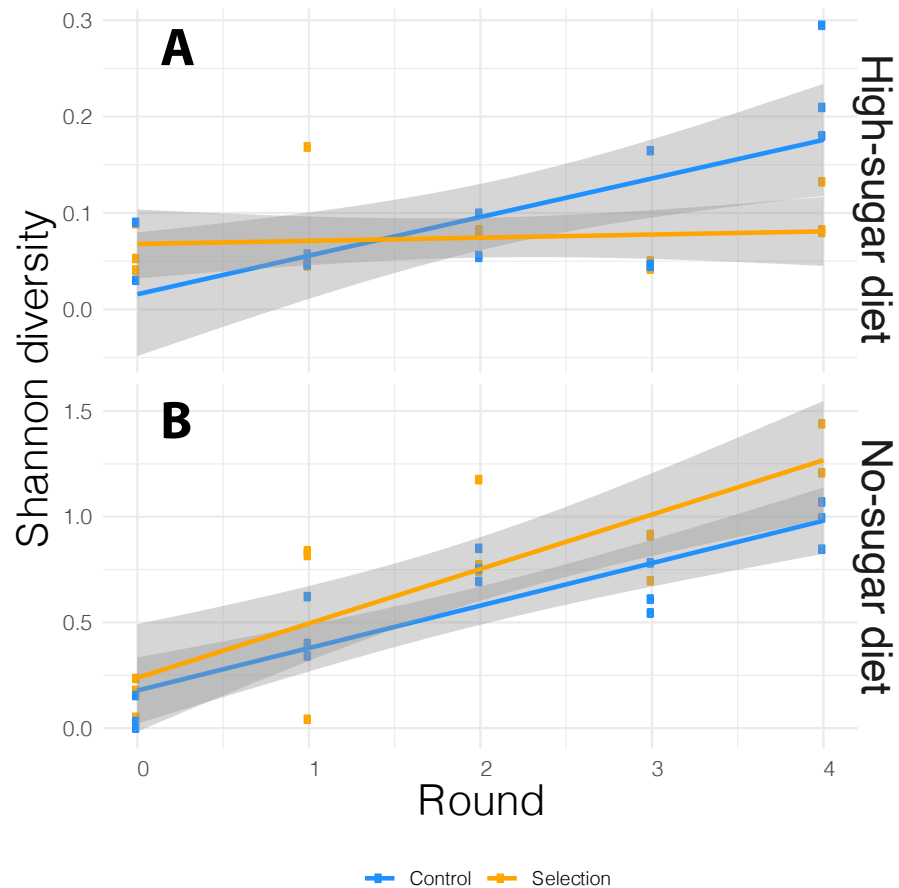 Shannon diversity
A
0.3
0.2
0.1
0.0
High-sugar diet
B
1.5
1.0
0.5
0.0
No-sugar diet
0 1 2 3 4
Round
Control Selection